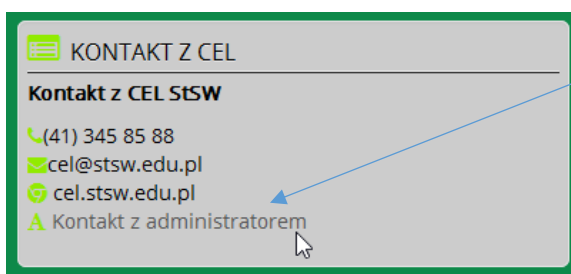 KONTAKT Z CEL
Kontakt z CEL StSW
(41) 345 85 88
cel@stsw.edu.pl
cel.stsw.edu.pl
A Kontakt z administratorem